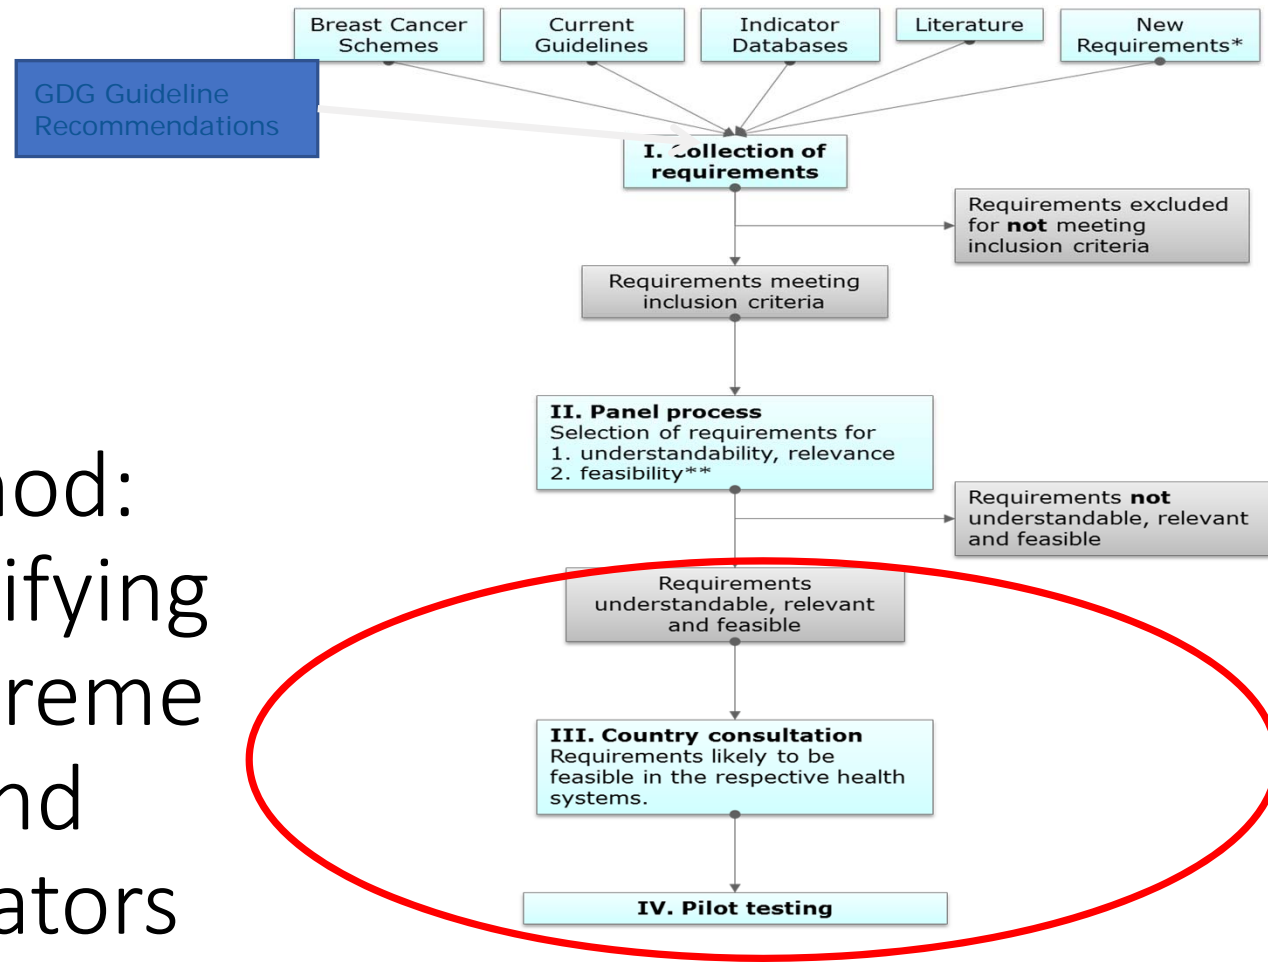 Breast Cancer
Schemes
Current
Guidelines
Indicator
Databases
Literature
New
Requirements*
GDG Guideline
Recommendations
I. Collection of
requirements
Requirements excluded
for not meeting
inclusion criteria
Requirements meeting
inclusion criteria
II. Panel process
Selection of requirements for
1. understandability, relevance
2. feasibility**
Requirements not
understandable, relevant
and feasible
Requirements
understandable, relevant
and feasible
III. Country consultation
Requirements likely to be
feasible in the respective health
systems.
IV. Pilot testing
nod:
ifying
reme
nd
ators